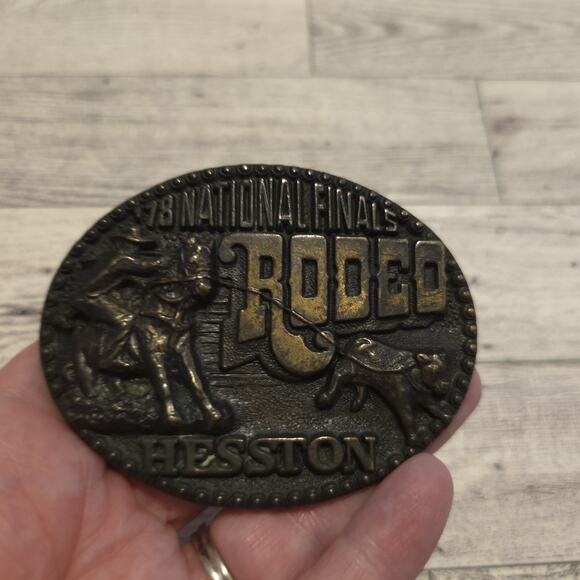 '78 NATIONAL FINALS
RODEO
HESSTON